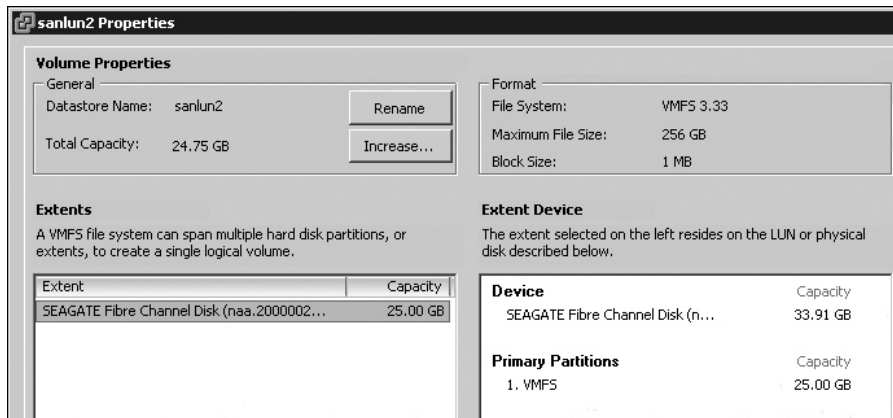 sanlun2 Properties
Volume Properties
General
Datastore Name: sanlun2
Rename
Total Capacity: 24.75 GB
Increase...
Format
File System: VMFS 3.33
Maximum File Size: 256 GB
Block Size: 1 MB
Extents
A VMFS file system can span multiple hard disk partitions, or
extents, to create a single logical volume.
Extent Capacity
SEAGATE Fibre Channel Disk (naa.2000002... 25.00 GB
Extent Device
The extent selected on the left resides on the LUN or physical
disk described below.
Device Capacity
SEAGATE Fibre Channel Disk (n... 33.91 GB
Primary Partitions Capacity
1. VMFS 25.00 GB